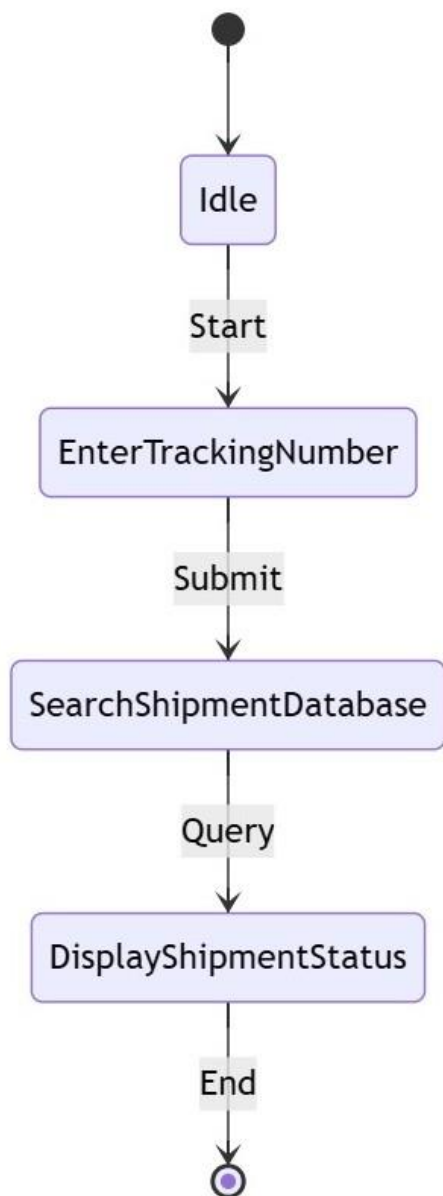 Idle
Start
EnterTrackingNumber
Submit
SearchShipmentDatabase
Query
DisplayShipmentStatus
End